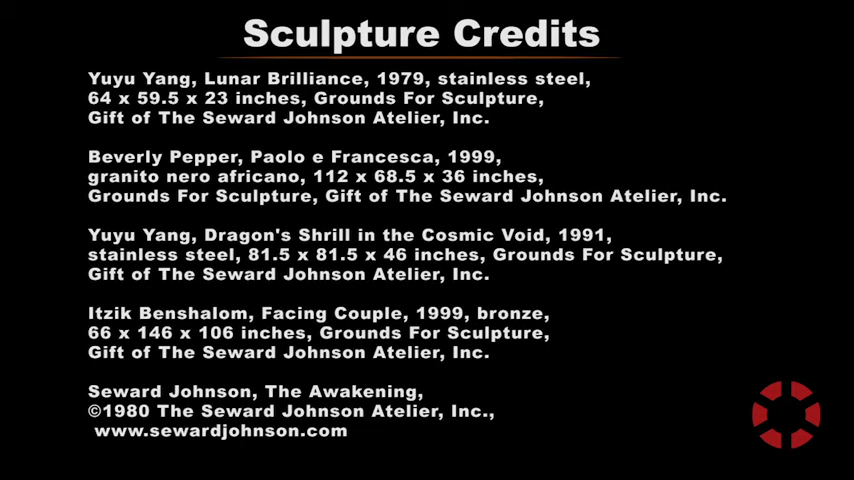 Sculpture Credits
Yuyu Yang, Lunar Brilliance, 1979, stainless steel,
64 x 59.5 x 23 inches, Grounds For Sculpture,
Gift of The Seward Johnson Atelier, Inc.
Beverly Pepper, Paolo e Francesca, 1999,
granito nero africano, 112 x 68.5 x 36 inches,
Grounds For Sculpture, Gift of The Seward Johnson Atelier, Inc.
Yuyu Yang, Dragon's Shrill in the Cosmic Void, 1991,
stainless steel, 81.5 x 81.5 x 46 inches, Grounds For Sculpture,
Gift of The Seward Johnson Atelier, Inc.
Itzik Benshalom, Facing Couple, 1999, bronze,
66 x 146 x 106 inches, Grounds For Sculpture,
Gift of The Seward Johnson Atelier, Inc.
Seward Johnson, The Awakening,
©1980 The Seward Johnson Atelier, Inc.,
www.sewardjohnson.com